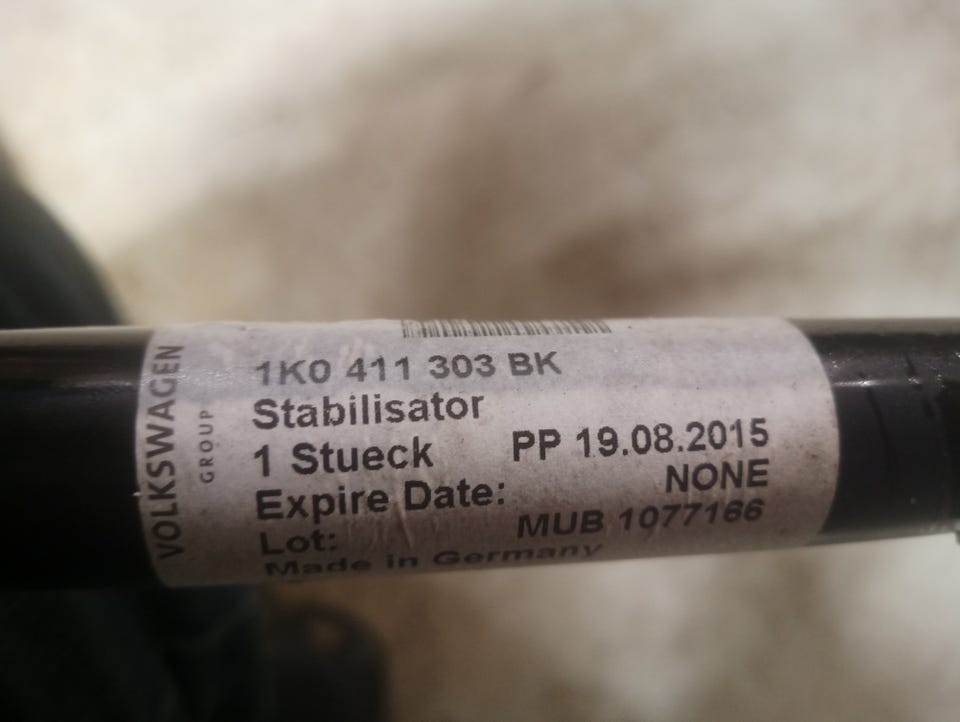 VOLKSWAGEN
GROUP
1K0 411 303 BK
Stabilisator
1 Stueck PP 19.08.2015
Expire Date: NONE
Lot: MUB 1077166
Made in Germany